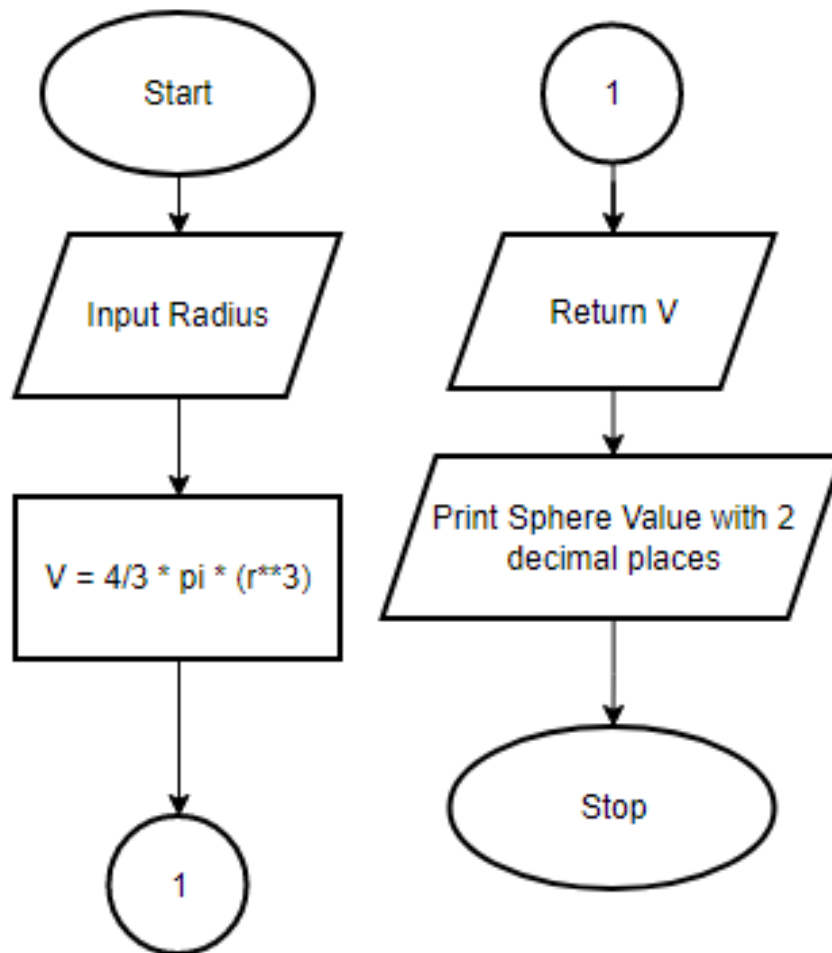 Start
Input Radius
V = 4/3 * pi * (r**3)
1
1
Return V
Print Sphere Value with 2
decimal places
Stop